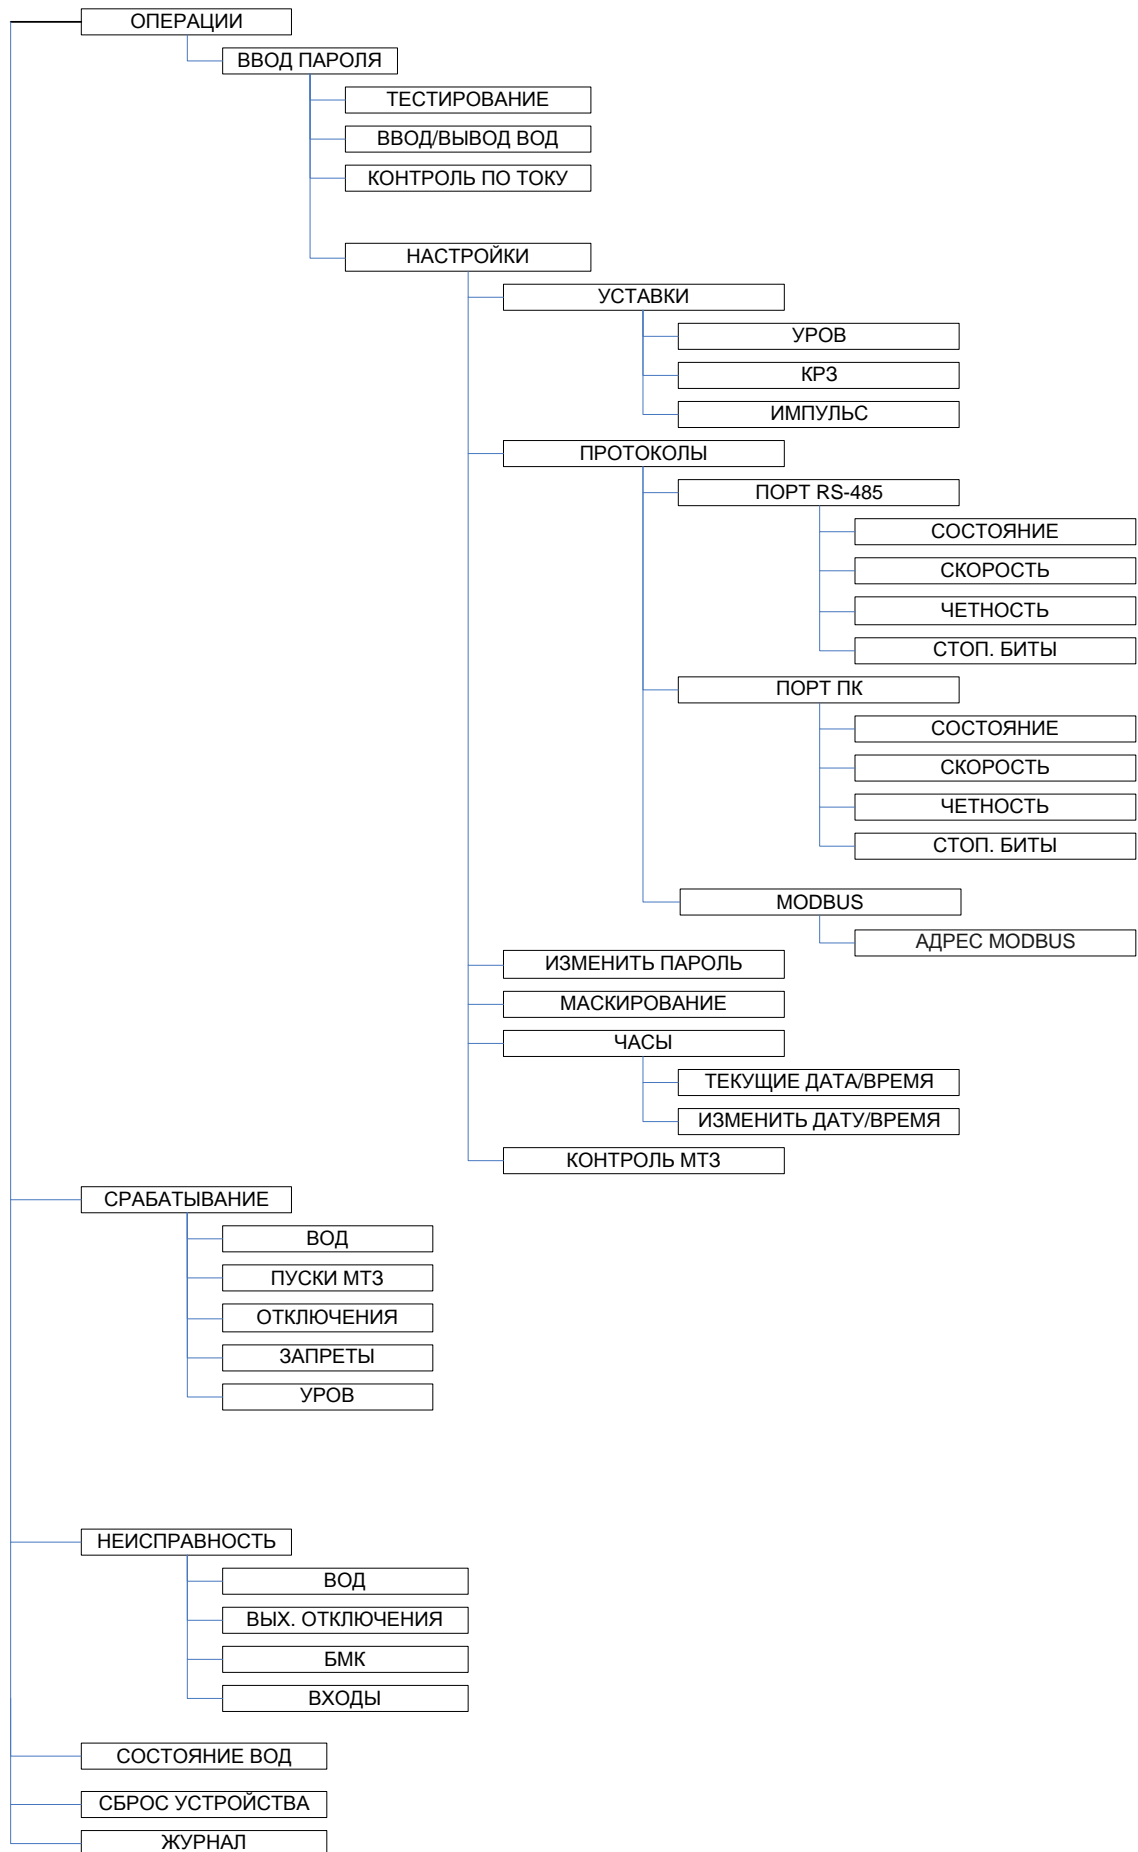 ОПЕРАЦИИ
ВВОД ПАРОЛЯ
ТЕСТИРОВАНИЕ
ВВОД/ВЫВОД ВОД
КОНТРОЛЬ ПО ТОКУ
НАСТРОЙКИ
УСТАВКИ
УРОВ
КРЗ
ИМПУЛЬС
ПРОТОКОЛЫ
ПОРТ RS-485
СОСТОЯНИЕ
СКОРОСТЬ
ЧЕТНОСТЬ
СТОП. БИТЫ
ПОРТ ПК
СОСТОЯНИЕ
СКОРОСТЬ
ЧЕТНОСТЬ
СТОП. БИТЫ
MODBUS
АДРЕС MODBUS
ИЗМЕНИТЬ ПАРОЛЬ
МАСКИРОВАНИЕ
ЧАСЫ
ТЕКУЩИЕ ДАТА/ВРЕМЯ
ИЗМЕНИТЬ ДАТУ/ВРЕМЯ
КОНТРОЛЬ МТЗ
СРАБАТЫВАНИЕ
ВОД
ПУСКИ МТЗ
ОТКЛЮЧЕНИЯ
ЗАПРЕТЫ
УРОВ
НЕИСПРАВНОСТЬ
ВОД
ВЫХ. ОТКЛЮЧЕНИЯ
БМК
ВХОДЫ
СОСТОЯНИЕ ВОД
СБРОС УСТРОЙСТВА
ЖУРНАЛ